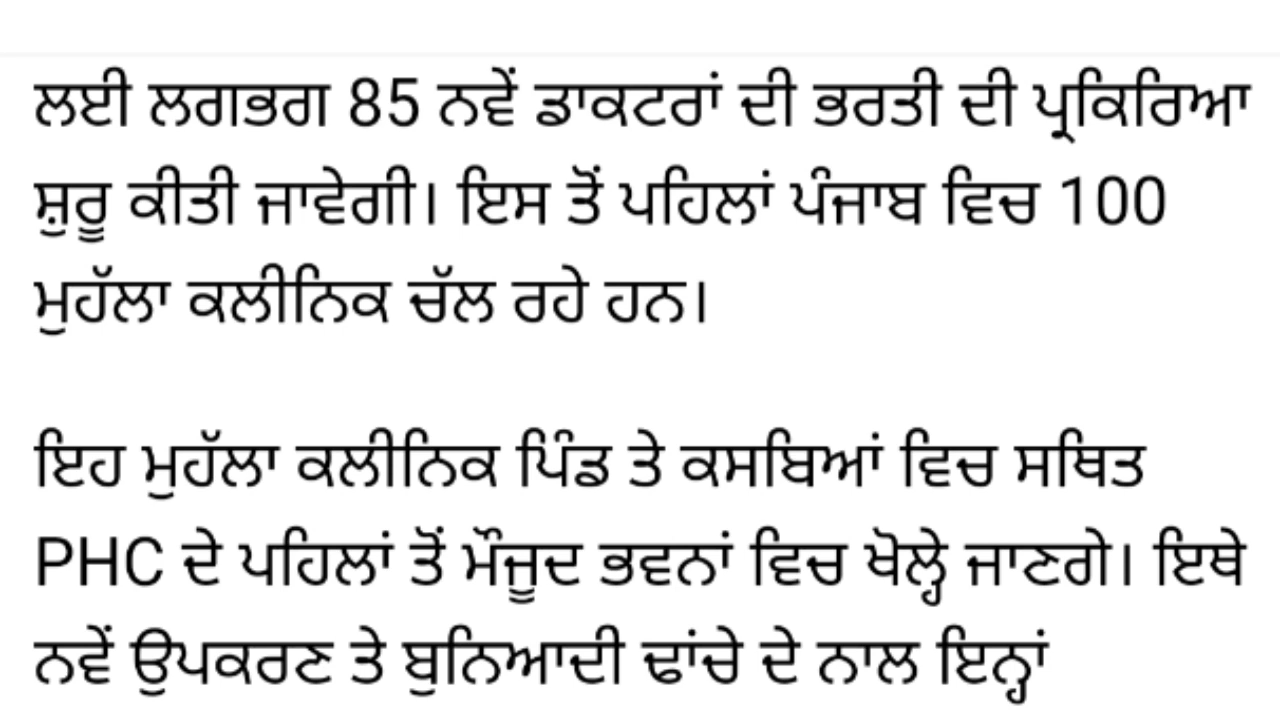 ਲਈ ਲਗਭਗ 85 ਨਵੇਂ ਡਾਕਟਰਾਂ ਦੀ ਭਰਤੀ ਦੀ ਪ੍ਰਕਿਰਿਆ
ਸ਼ੁਰੂ ਕੀਤੀ ਜਾਵੇਗੀ। ਇਸ ਤੋਂ ਪਹਿਲਾਂ ਪੰਜਾਬ ਵਿਚ 100
ਮੁਹੱਲਾ ਕਲੀਨਿਕ ਚੱਲ ਰਹੇ ਹਨ।
ਇਹ ਮੁਹੱਲਾ ਕਲੀਨਿਕ ਪਿੰਡ ਤੇ ਕਸਬਿਆਂ ਵਿਚ ਸਥਿਤ
PHC ਦੇ ਪਹਿਲਾਂ ਤੋਂ ਮੌਜੂਦ ਭਵਨਾਂ ਵਿਚ ਖੋਲ੍ਹੇ ਜਾਣਗੇ। ਇਥੇ
ਨਵੇਂ ਉਪਕਰਣ ਤੇ ਬੁਨਿਆਦੀ ਢਾਂਚੇ ਦੇ ਨਾਲ ਇਨ੍ਹਾਂ